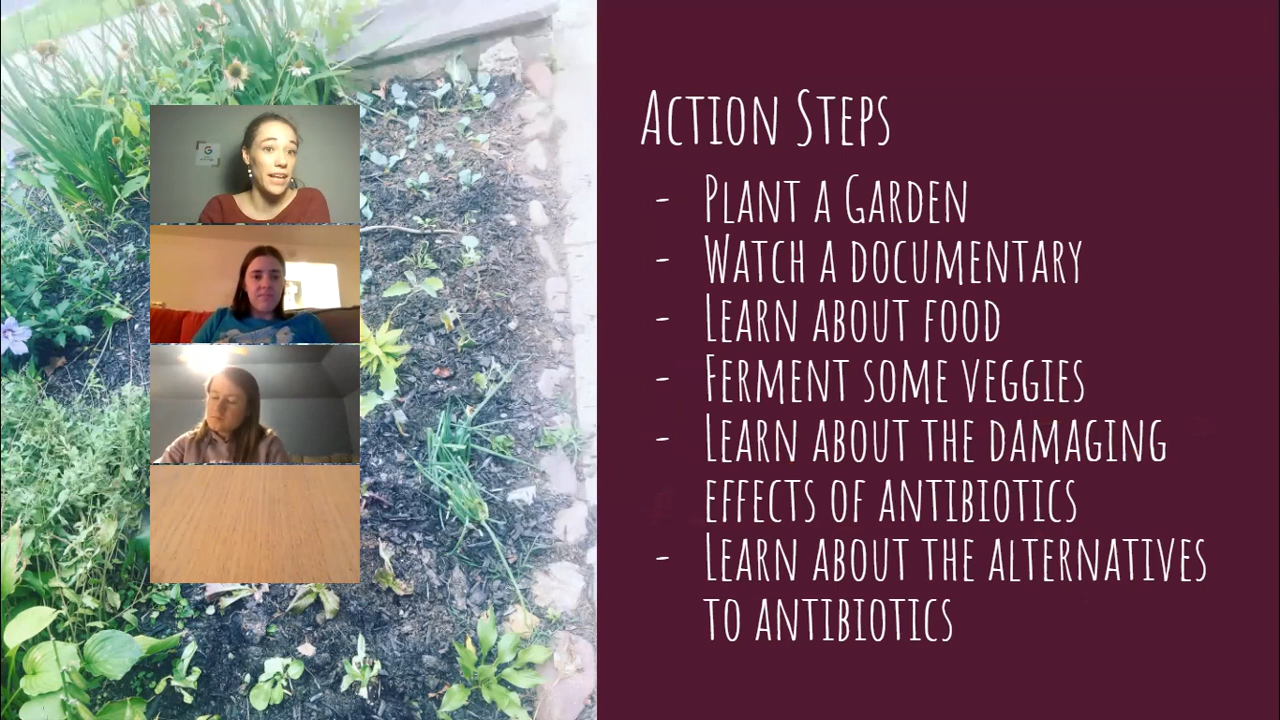 Action Steps
- Plant a Garden
- Watch a documentary
- Learn about food
- Ferment some veggies
- Learn about the damaging
effects of antibiotics
- Learn about the alternatives
to antibiotics
G